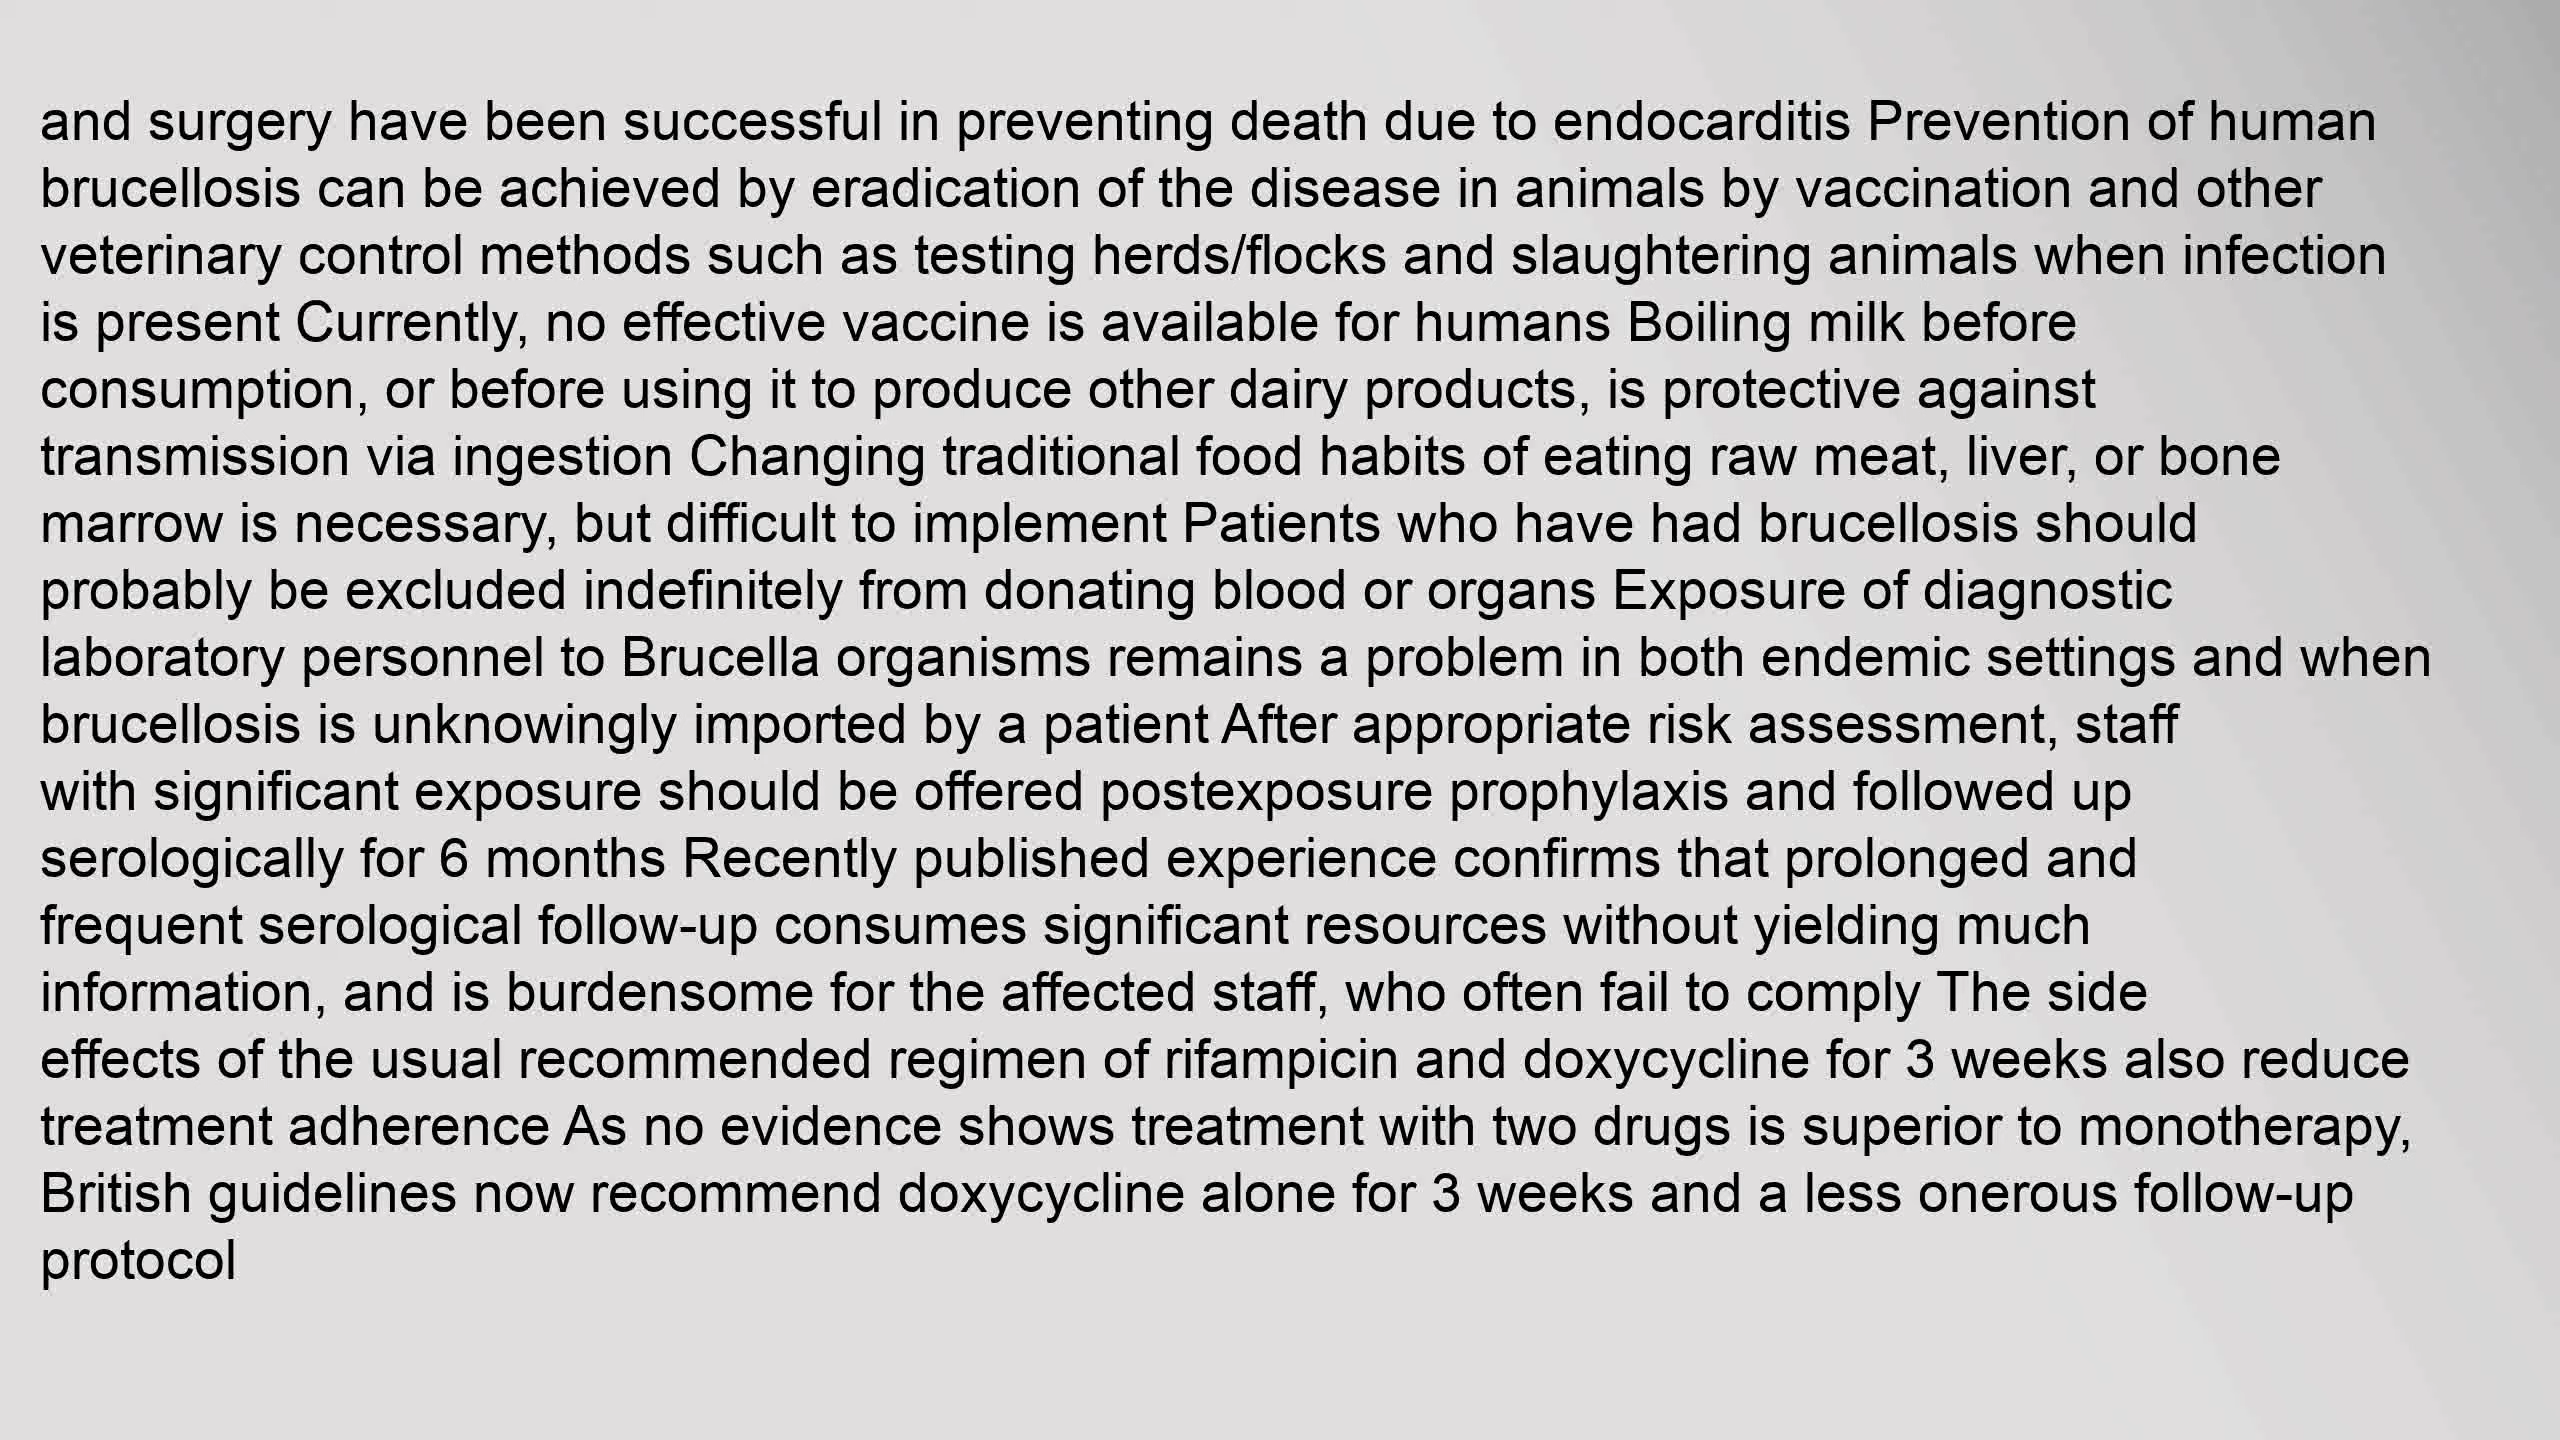 and surgery have been successful in preventing death due to endocarditis Prevention of human
brucellosis can be achieved by eradication of the disease in animals by vaccination and other
veterinary control methods such as testing herds/flocks and slaughtering animals when infection
is present Currently, no effective vaccine is available for humans Boiling milk before
consumption, or before using it to produce other dairy products, is protective against
transmission via ingestion Changing traditional food habits of eating raw meat, liver, or bone
marrow is necessary, but difficult to implement Patients who have had brucellosis should
probably be excluded indefinitely from donating blood or organs Exposure of diagnostic
laboratory personnel to Brucella organisms remains a problem in both endemic settings and when
brucellosis is unknowingly imported by a patient After appropriate risk assessment, staff
with significant exposure should be offered postexposure prophylaxis and followed up
serologically for 6 months Recently published experience confirms that prolonged and
frequent serological follow-up consumes significant resources without yielding much
information, and is burdensome for the affected staff, who often fail to comply The side
effects of the usual recommended regimen of rifampicin and doxycycline for 3 weeks also reduce
treatment adherence As no evidence shows treatment with two drugs is superior to monotherapy,
British guidelines now recommend doxycycline alone for 3 weeks and a less onerous follow-up
protocol